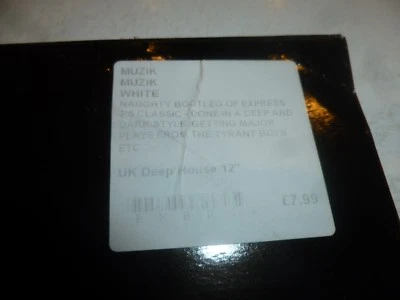 MUZIK
MUZIK
WHITE
NAUGHTY BOOTLEG OF EXPRESS
2'S CLASSIC - DONE IN A DEEP AND
DARK STYLE. GETTING MAJOR
PLAYS FROM THE TYRANT BOYS
ETC
UK Deep House 12"
£7.99